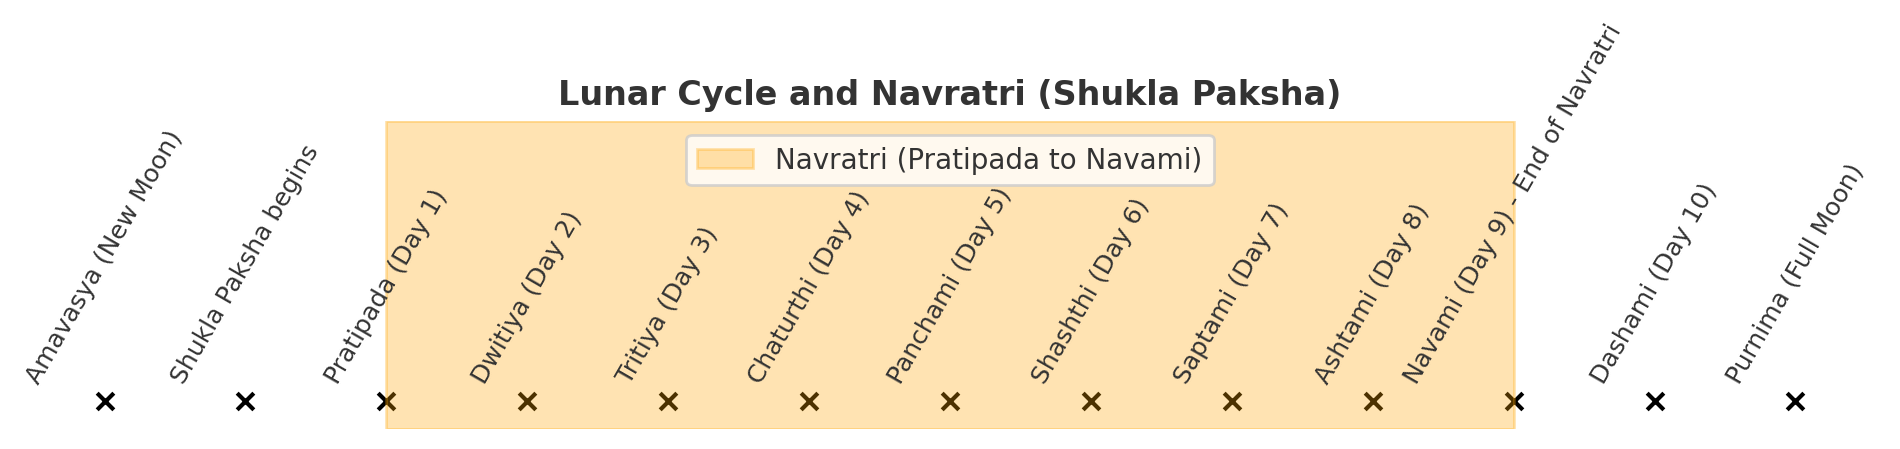 Lunar Cycle and Navratri (Shukla Paksha)
Navratri (Pratipada to Navami)
Amavasya (New Moon)
Shukla Paksha begins
Pratipada (Day 1)
Dwitiya (Day 2)
Tritiya (Day 3)
Chaturthi (Day 4)
Panchami (Day 5)
Shashthi (Day 6)
Saptami (Day 7)
Ashtami (Day 8)
Navami (Day 9) - End of Navratri
Dashami (Day 10)
Purnima (Full Moon)